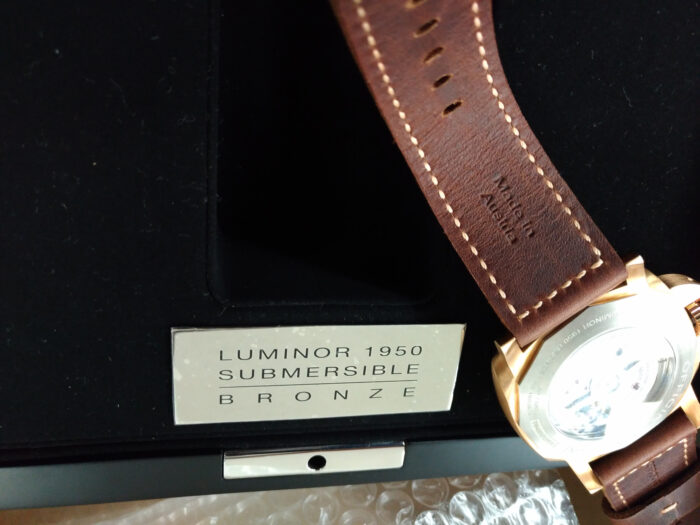 LUMINOR 1950
SUBMERSIBLE
BRONZE
Made in
Austria